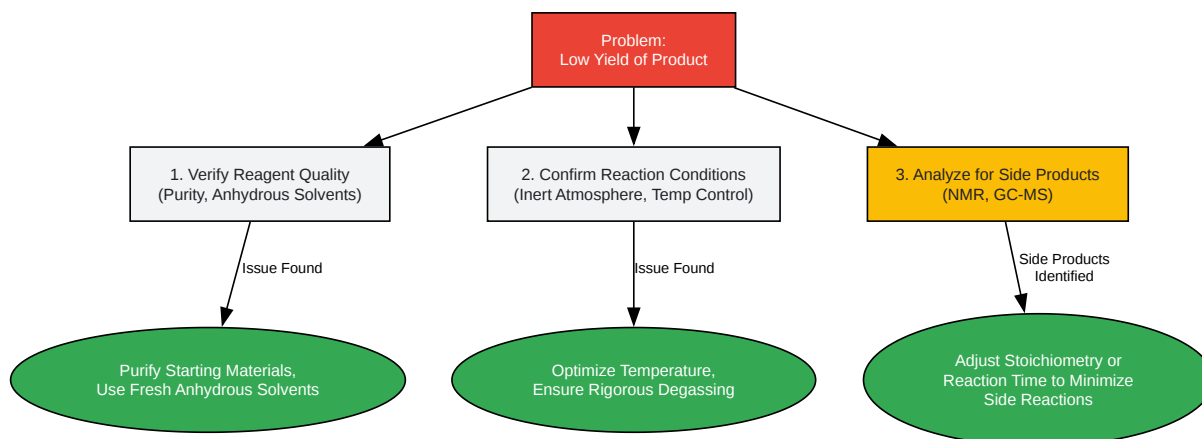 Problem:
Low Yield of Product
1. Verify Reagent Quality
(Purity, Anhydrous Solvents)
2. Confirm Reaction Conditions
(Inert Atmosphere, Temp Control)
3. Analyze for Side Products
(NMR, GC-MS)
Issue Found
Issue Found
Side Products
Identified
Purify Starting Materials,
Use Fresh Anhydrous Solvents
Optimize Temperature,
Ensure Rigorous Degassing
Adjust Stoichiometry or
Reaction Time to Minimize
Side Reactions